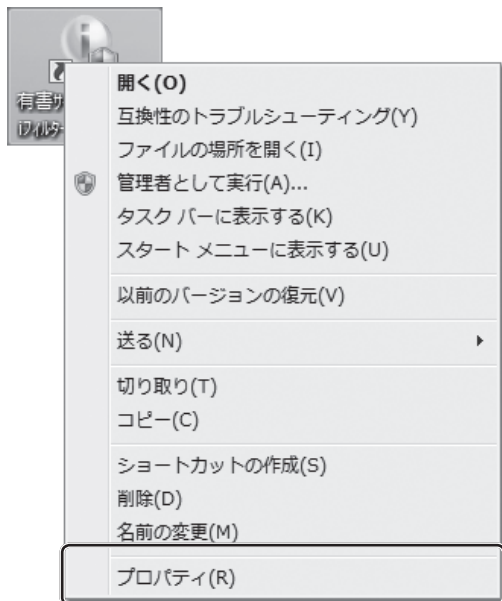 有害サ
iフィルター
開く(O)
互換性のトラブルシューティング(Y)
ファイルの場所を開く(I)
管理者として実行(A)...
タスク バーに表示する(K)
スタート メニューに表示する(U)
以前のバージョンの復元(V)
送る(N)
切り取り(T)
コピー(C)
ショートカットの作成(S)
削除(D)
名前の変更(M)
プロパティ(R)